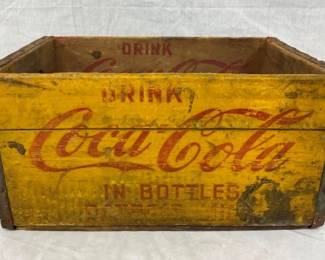 DRINK
DRINK
Coca-Cola
IN BOTTLES